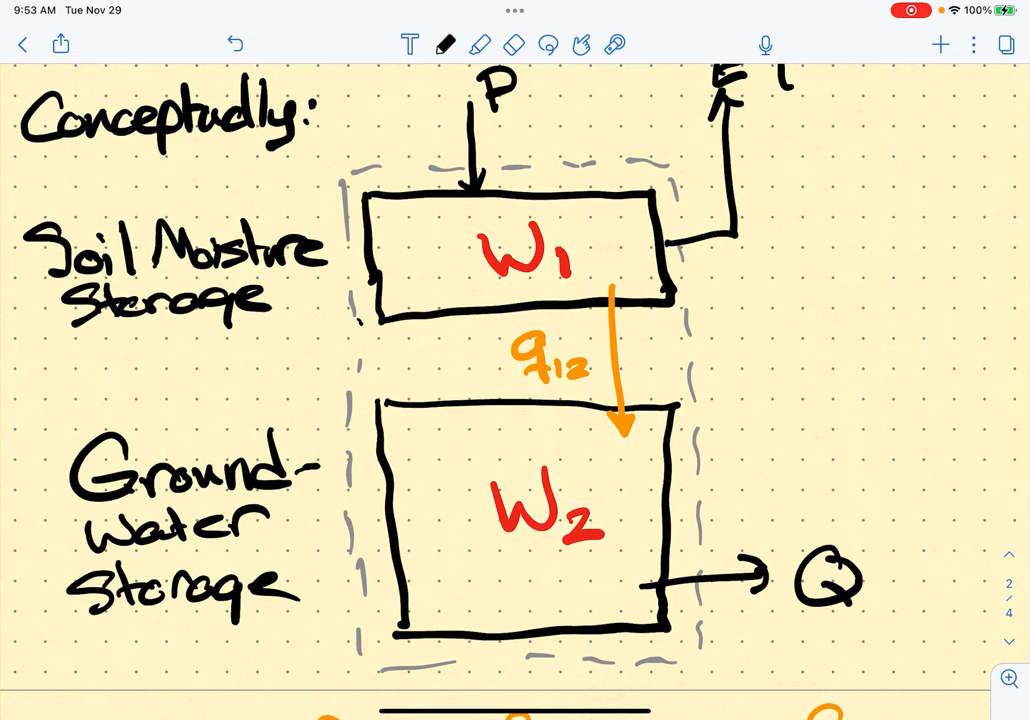 9:53 AM Tue Nov 29
100%
T
Conceptually:
P
ET
Soil Moisture
Storage
W1
q12
Ground-
Water
Storage
W2
Q
2
/
4